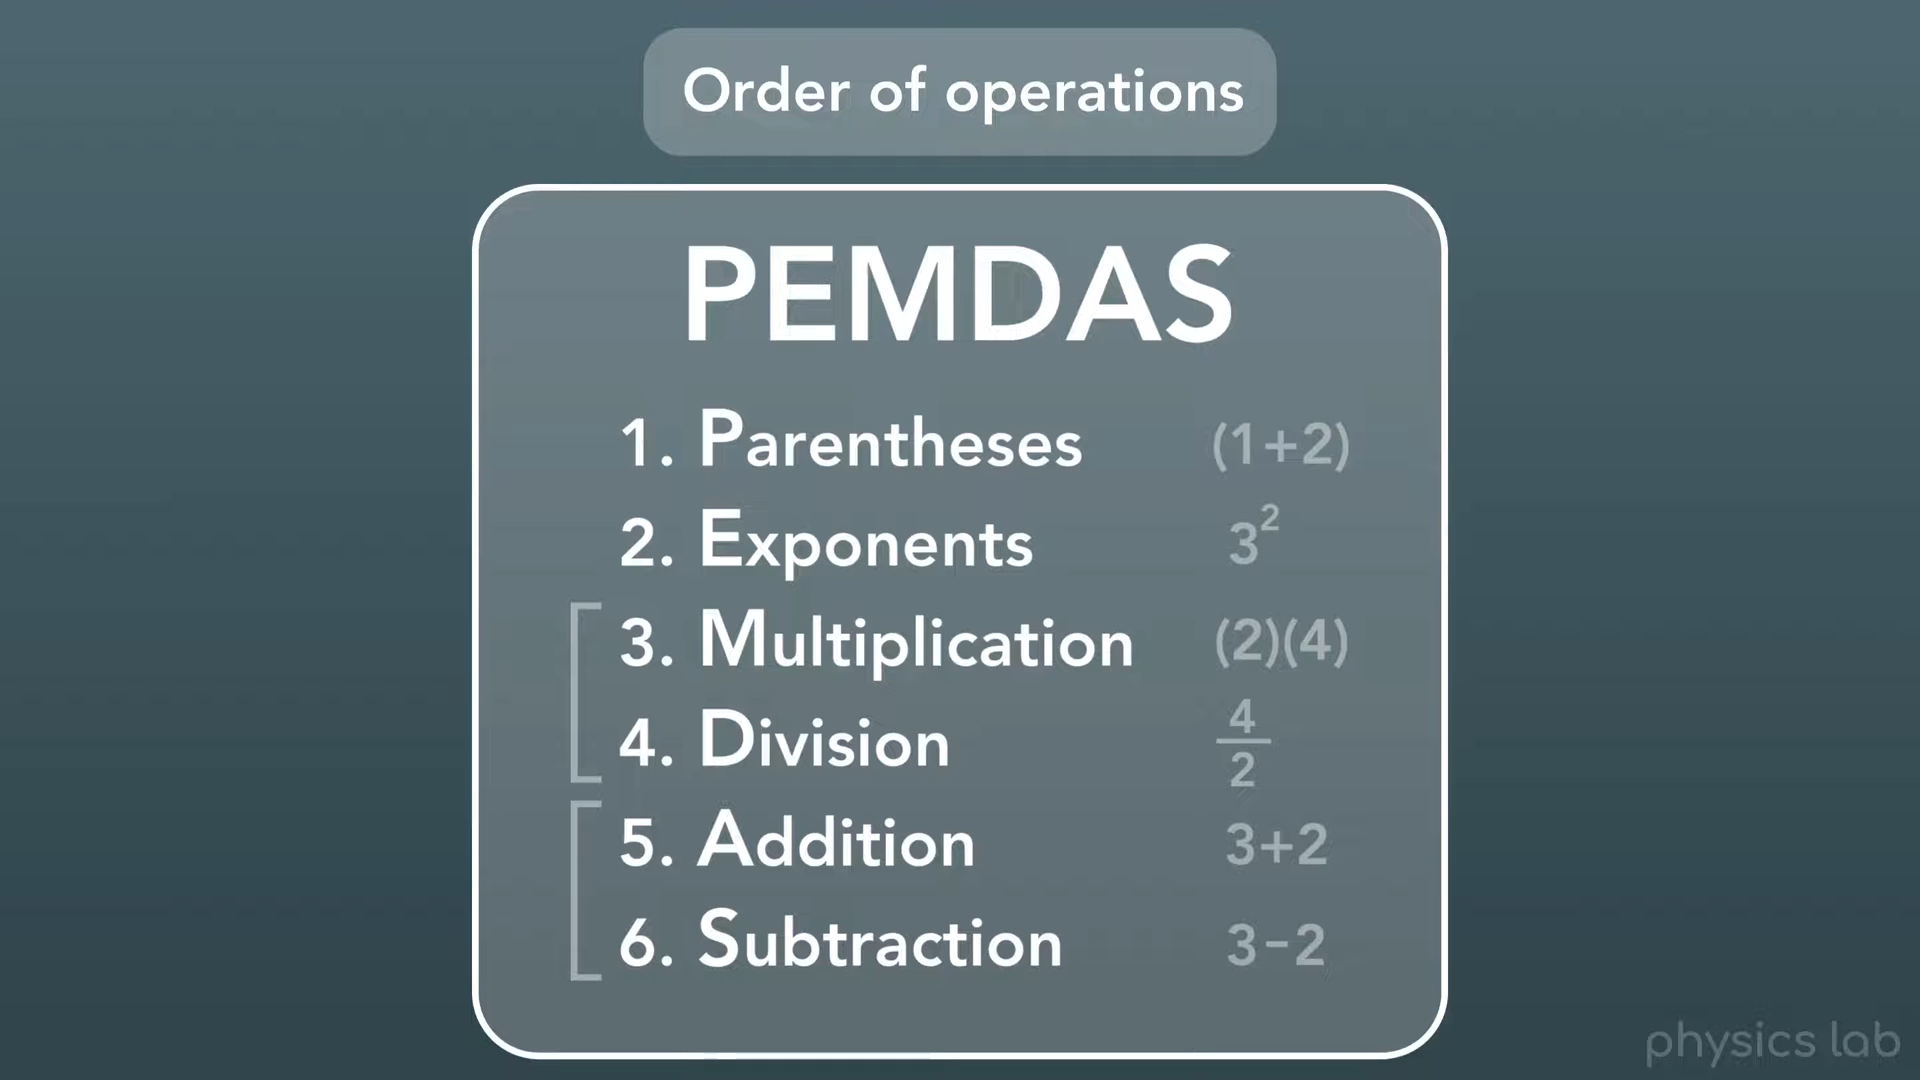 Order of operations
PEMDAS
1. Parentheses (1+2)
2. Exponents 3²
3. Multiplication (2)(4)
4. Division 4/2
5. Addition 3+2
6. Subtraction 3-2
physics lab